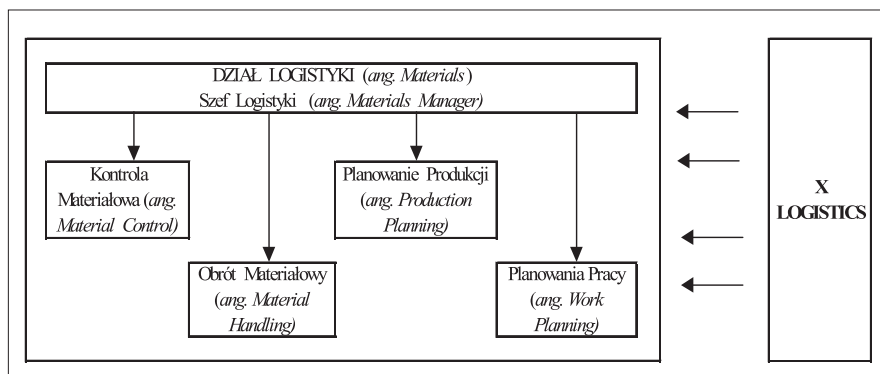 DZIAŁ LOGISTYKI (ang. Materials)
Szef Logistyki (ang. Materials Manager)
Kontrola
Materiałowa (ang.
Material Control)
Planowanie Produkcji
(ang. Production
Planning)
Obrót Materiałowy
(ang. Material
Handling)
Planowania Pracy
(ang. Work
Planning)
X
LOGISTICS